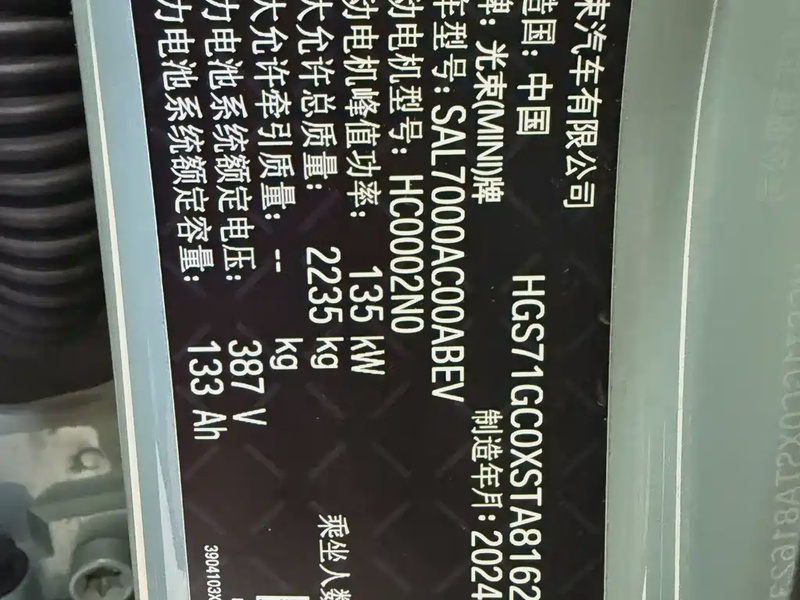 束汽车有限公司
HGS71GC0XSTA8162
造国: 中国
牌: 光束(MINI)牌
制造年月: 2024
车型号: SAL7000AC00ABEV
动电机型号: HC0002N0
动电机峰值功率: 135 kW
大允许总质量: 2235 kg
乘坐人数
大允许牵引质量: -- kg
力电池系统额定电压: 387 V
力电池系统额定容量: 133 Ah
3904103X